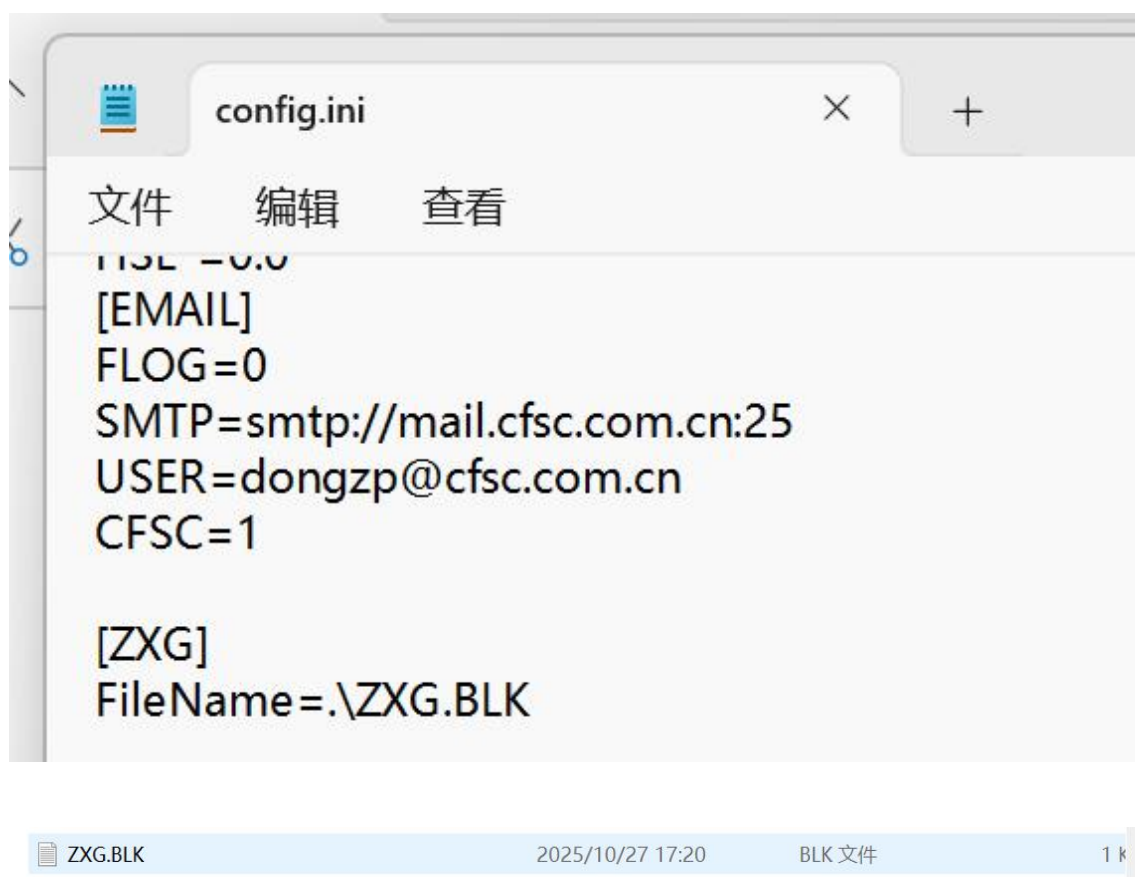 config.ini
文件 编辑 查看
[EMAIL]
FLOG=0
SMTP=smtp://mail.cfsc.com.cn:25
USER=dongzp@cfsc.com.cn
CFSC=1
[ZXG]
FileName=.\ZXG.BLK
ZXG.BLK 2025/10/27 17:20 BLK 文件 1 K